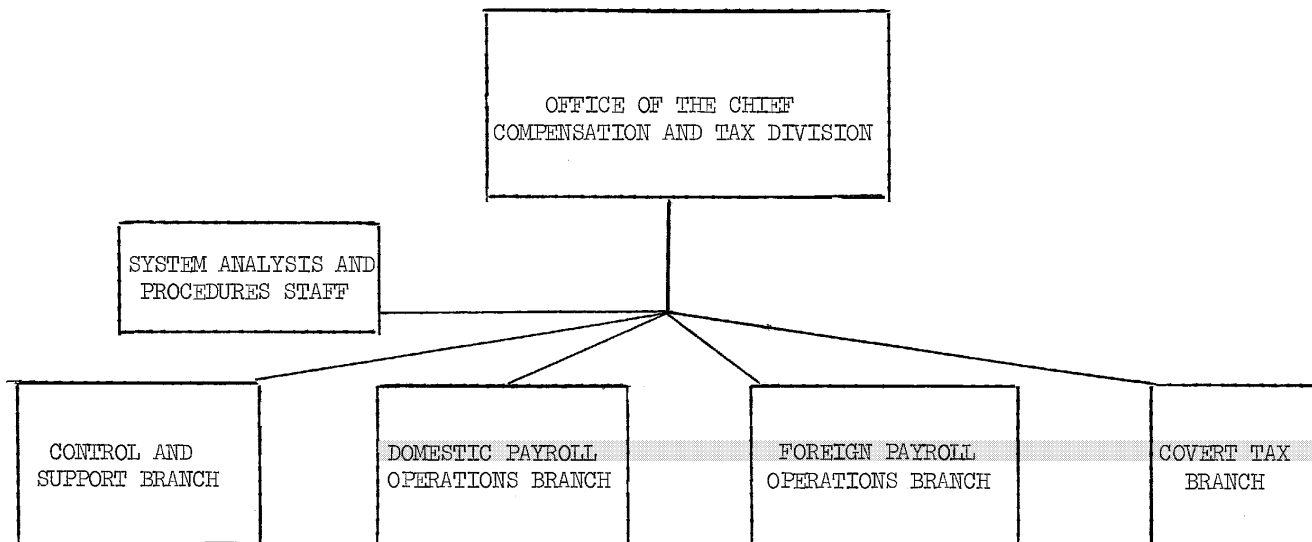 OFFICE OF THE CHIEF
COMPENSATION AND TAX DIVISION
SYSTEM ANALYSIS AND
PROCEDURES STAFF
CONTROL AND
SUPPORT BRANCH
DOMESTIC PAYROLL
OPERATIONS BRANCH
FOREIGN PAYROLL
OPERATIONS BRANCH
COVERT TAX
BRANCH